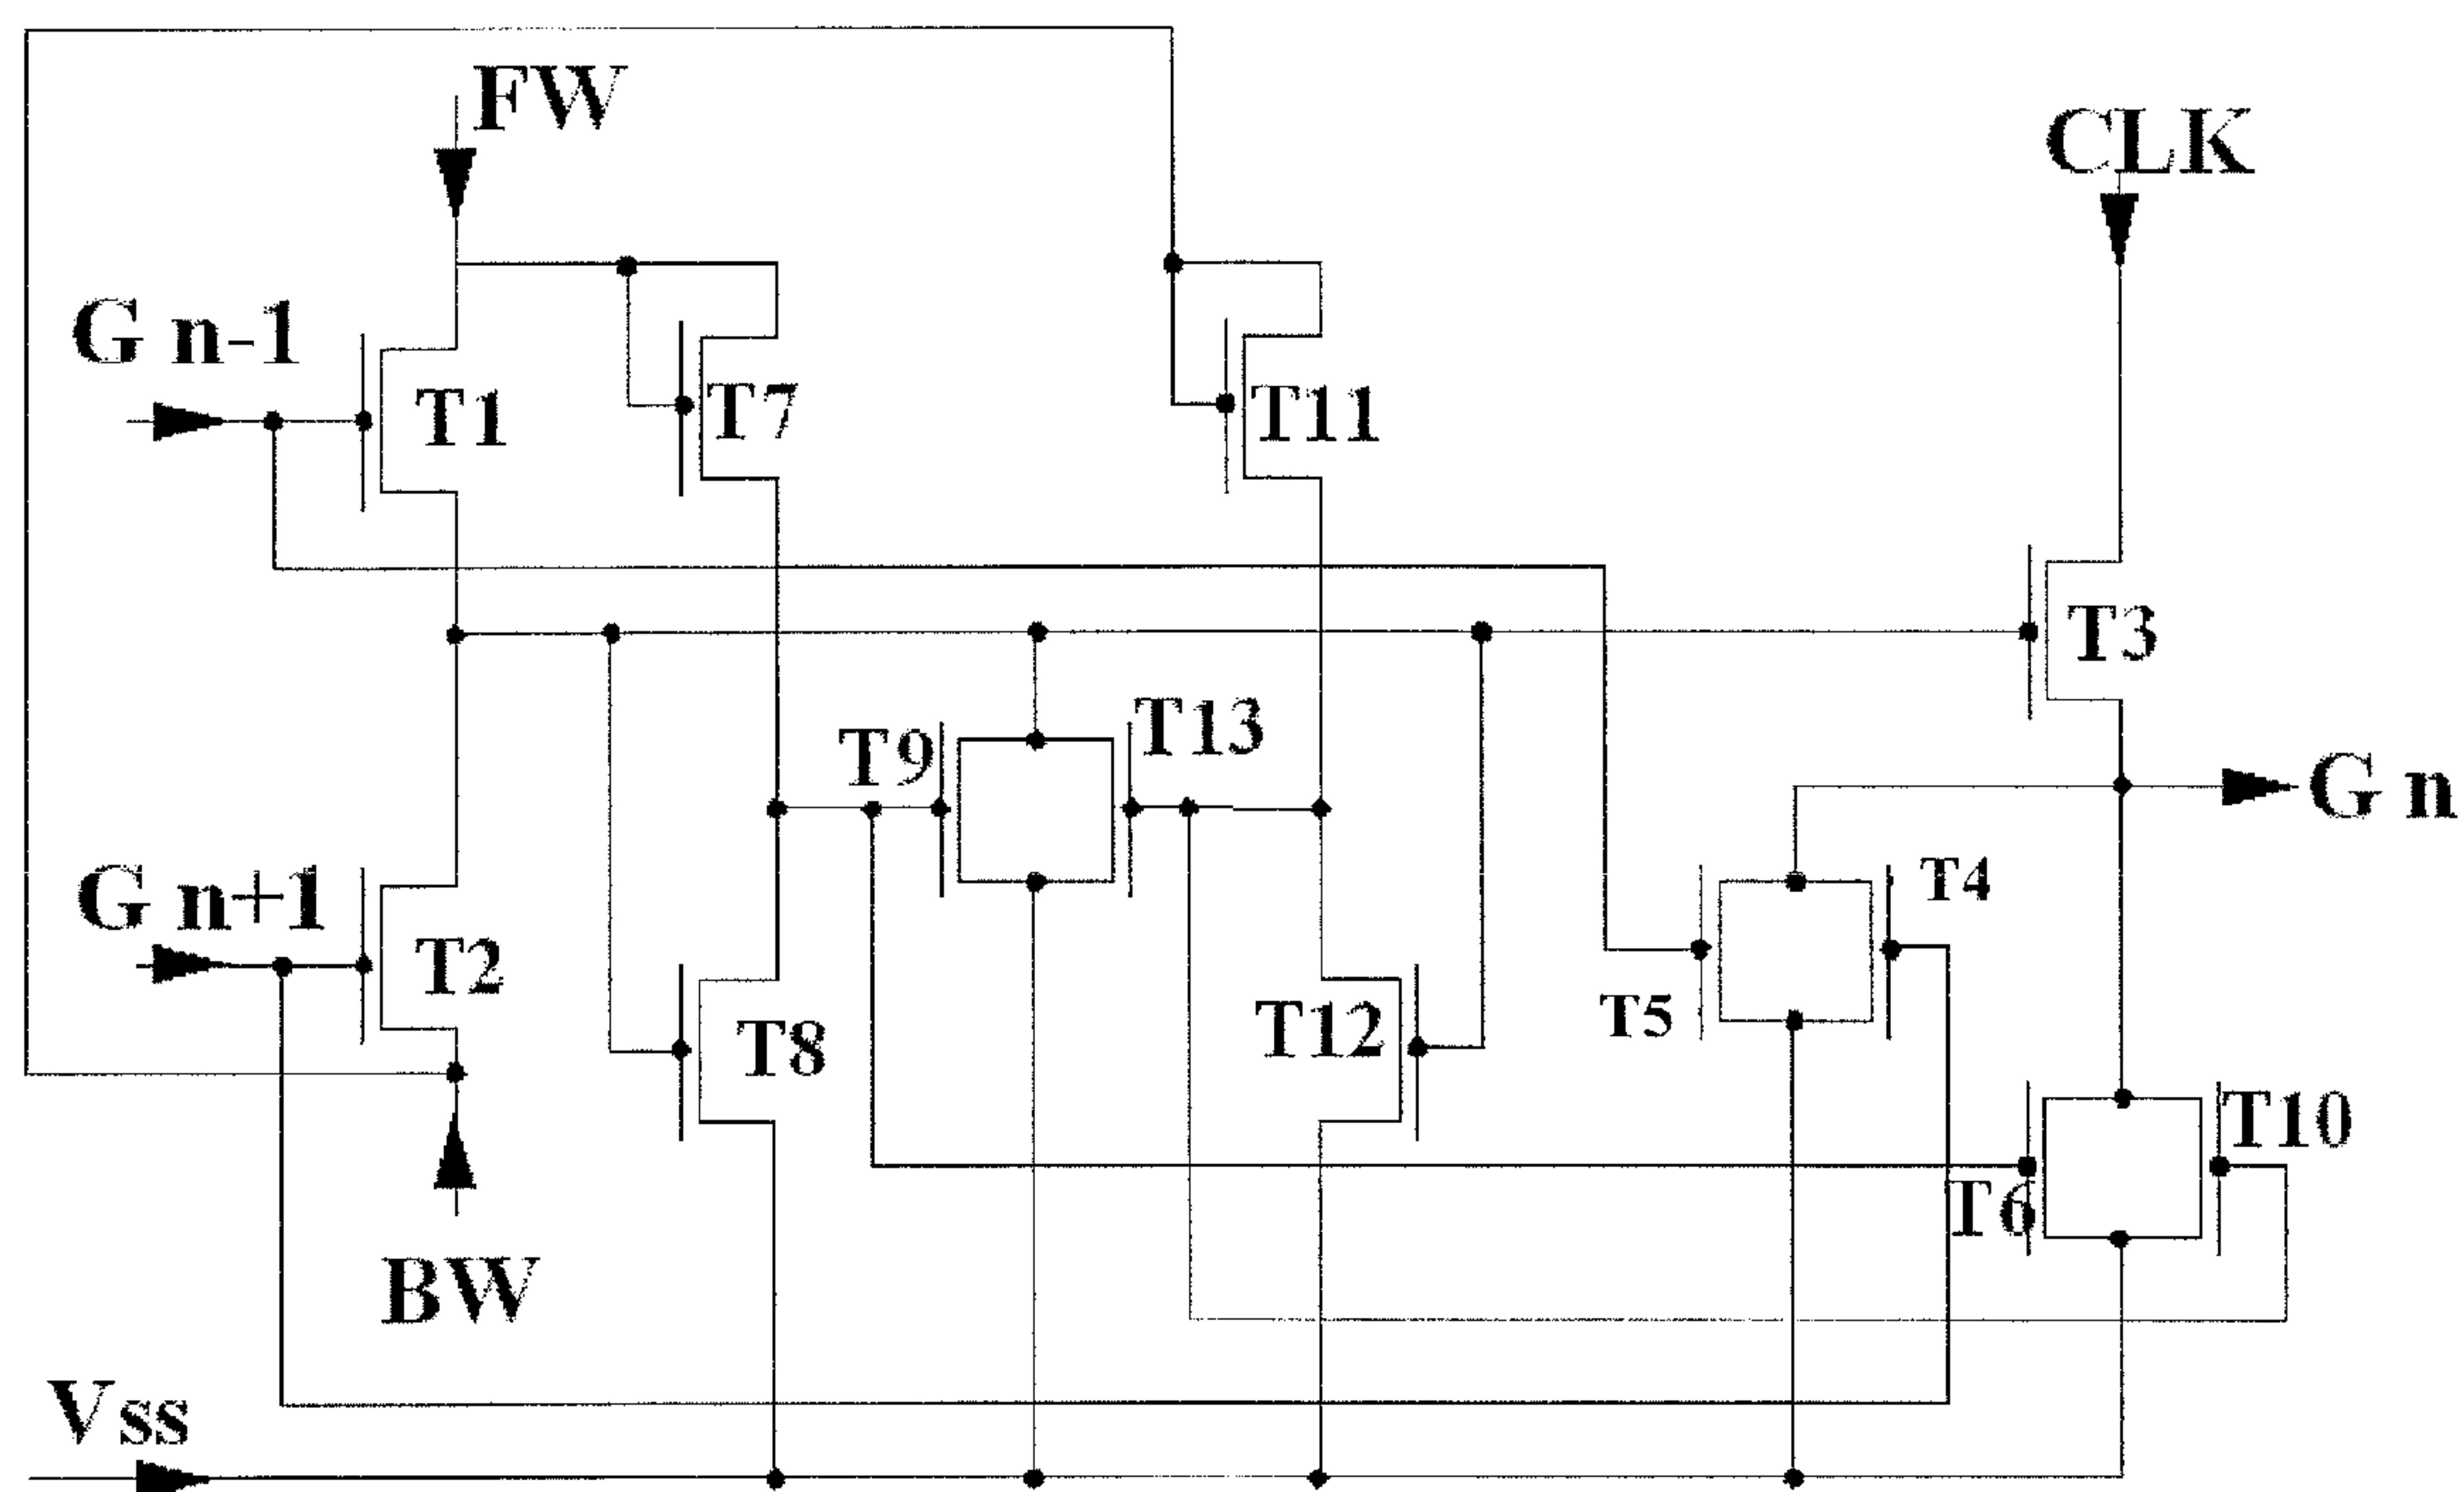 FW
CLK
G n-1
T1
T7
T11
T3
T9
T13
G n
G n+1
T4
T2
T8
T12
T5
T10
T6
BW
Vss